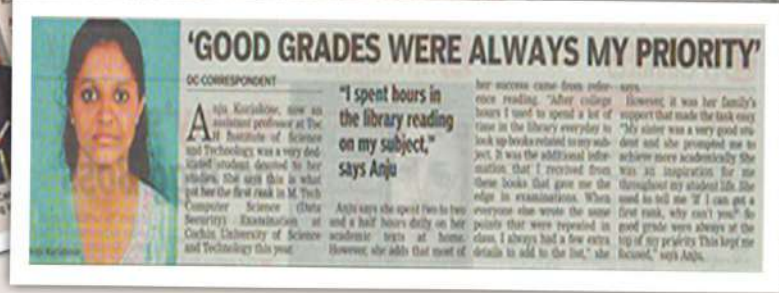 'GOOD GRADES WERE ALWAYS MY PRIORITY'
DC CORRESPONDENT
Anju Kuriakose, now an
assistant professor at Toc
H Institute of Science
and Technology, was a very ded-
icated student devoted to her
studies. She says this is what
got her the first rank in M. Tech
Computer Science (Data
Security) Examination at
Cochin University of Science
and Technology this year.
"I spent hours in
the library reading
on my subject,"
says Anju
Anju says she spent two to two
and a half hours daily on her
academic texts at home.
However, she adds that most of
her success came from refer-
ence reading. "After college
hours I used to spend a lot of
time in the library everyday to
look up books related to my sub-
ject. It was the additional infor-
mation that I received from
these books that gave me the
edge in examinations. When
everyone else wrote the same
points that were repeated in
class, I always had a few extra
details to add to the list," she
says.
However, it was her family's
support that made the task easy.
"My sister was a very good stu-
dent and she prompted me to
achieve more academically. She
was an inspiration for me
throughout my student life. She
used to tell me 'If I can get a
first rank, why can't you?' So
good grade were always at the
top of my priority. This kept me
focused," says Anju.
Anju Kuriakose